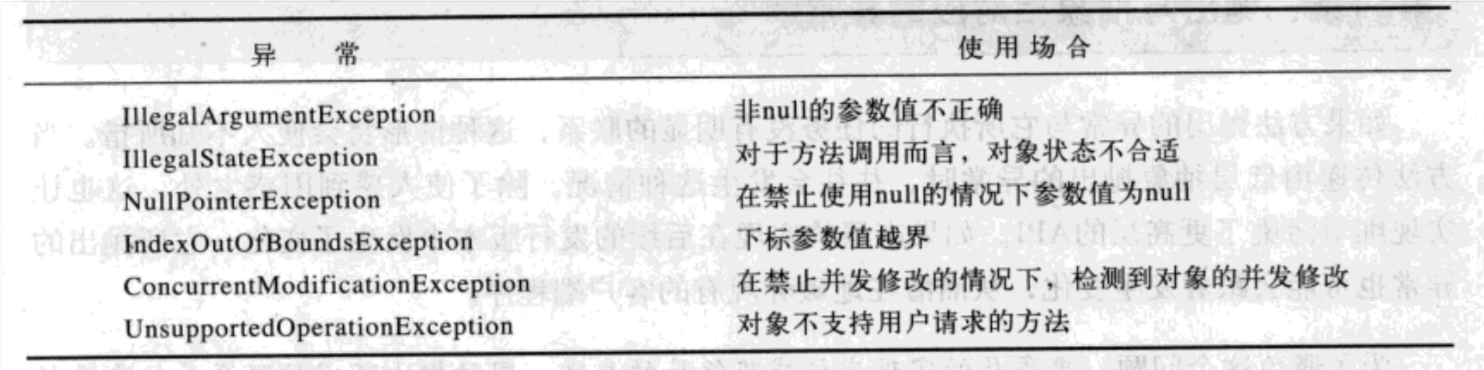 异 常 使用场合
IllegalArgumentException 非null的参数值不正确
IllegalStateException 对于方法调用而言，对象状态不合适
NullPointerException 在禁止使用null的情况下参数值为null
IndexOutOfBoundsException 下标参数值越界
ConcurrentModificationException 在禁止并发修改的情况下，检测到对象的并发修改
UnsupportedOperationException 对象不支持用户请求的方法